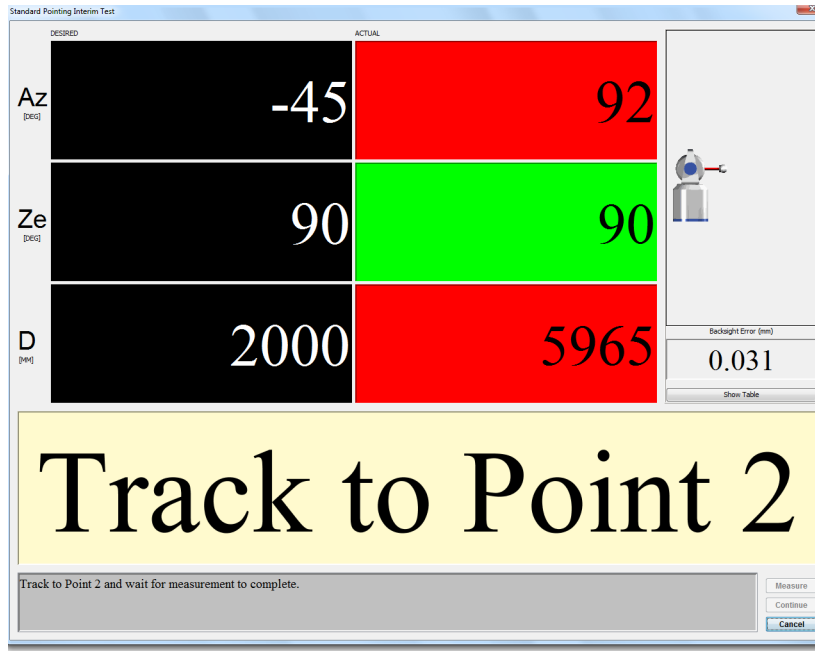 Standard Pointing Interim Test
DESIRED ACTUAL
Az -45 92
[DEG]
Ze 90 90
[DEG]
D 2000 5965
[MM]
Backsight Error (mm)
0.031
Show Table
Track to Point 2
Track to Point 2 and wait for measurement to complete.
Measure
Continue
Cancel